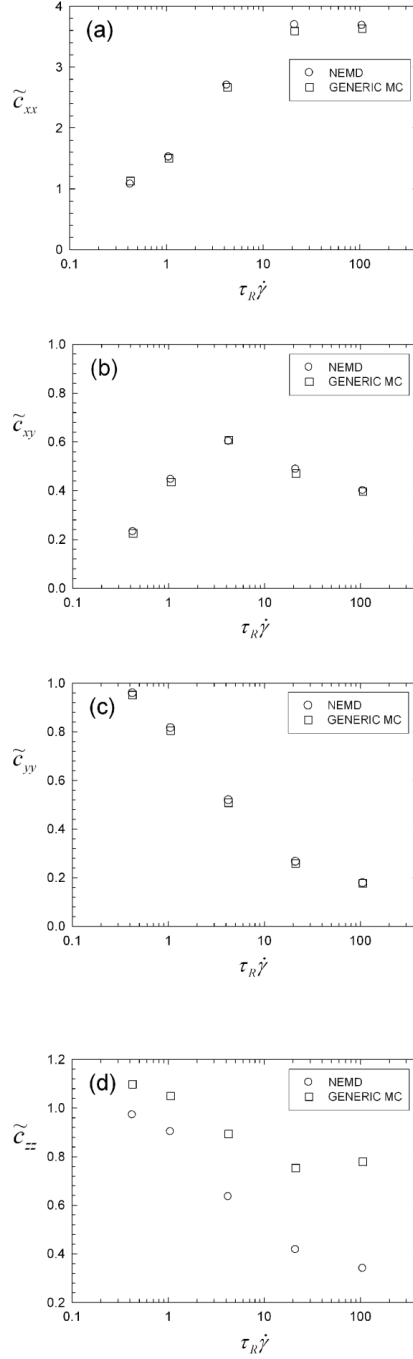 (a)
4
3
2
1
0
c̃xx
NEMD
GENERIC MC
0.1 1 10 100
τRγ̇
(b)
1.0
0.8
0.6
0.4
0.2
0.0
c̃xy
NEMD
GENERIC MC
0.1 1 10 100
τRγ̇
(c)
1.0
0.8
0.6
0.4
0.2
0.0
c̃yy
NEMD
GENERIC MC
0.1 1 10 100
τRγ̇
(d)
1.2
1.0
0.8
0.6
0.4
0.2
c̃zz
NEMD
GENERIC MC
0.1 1 10 100
τRγ̇